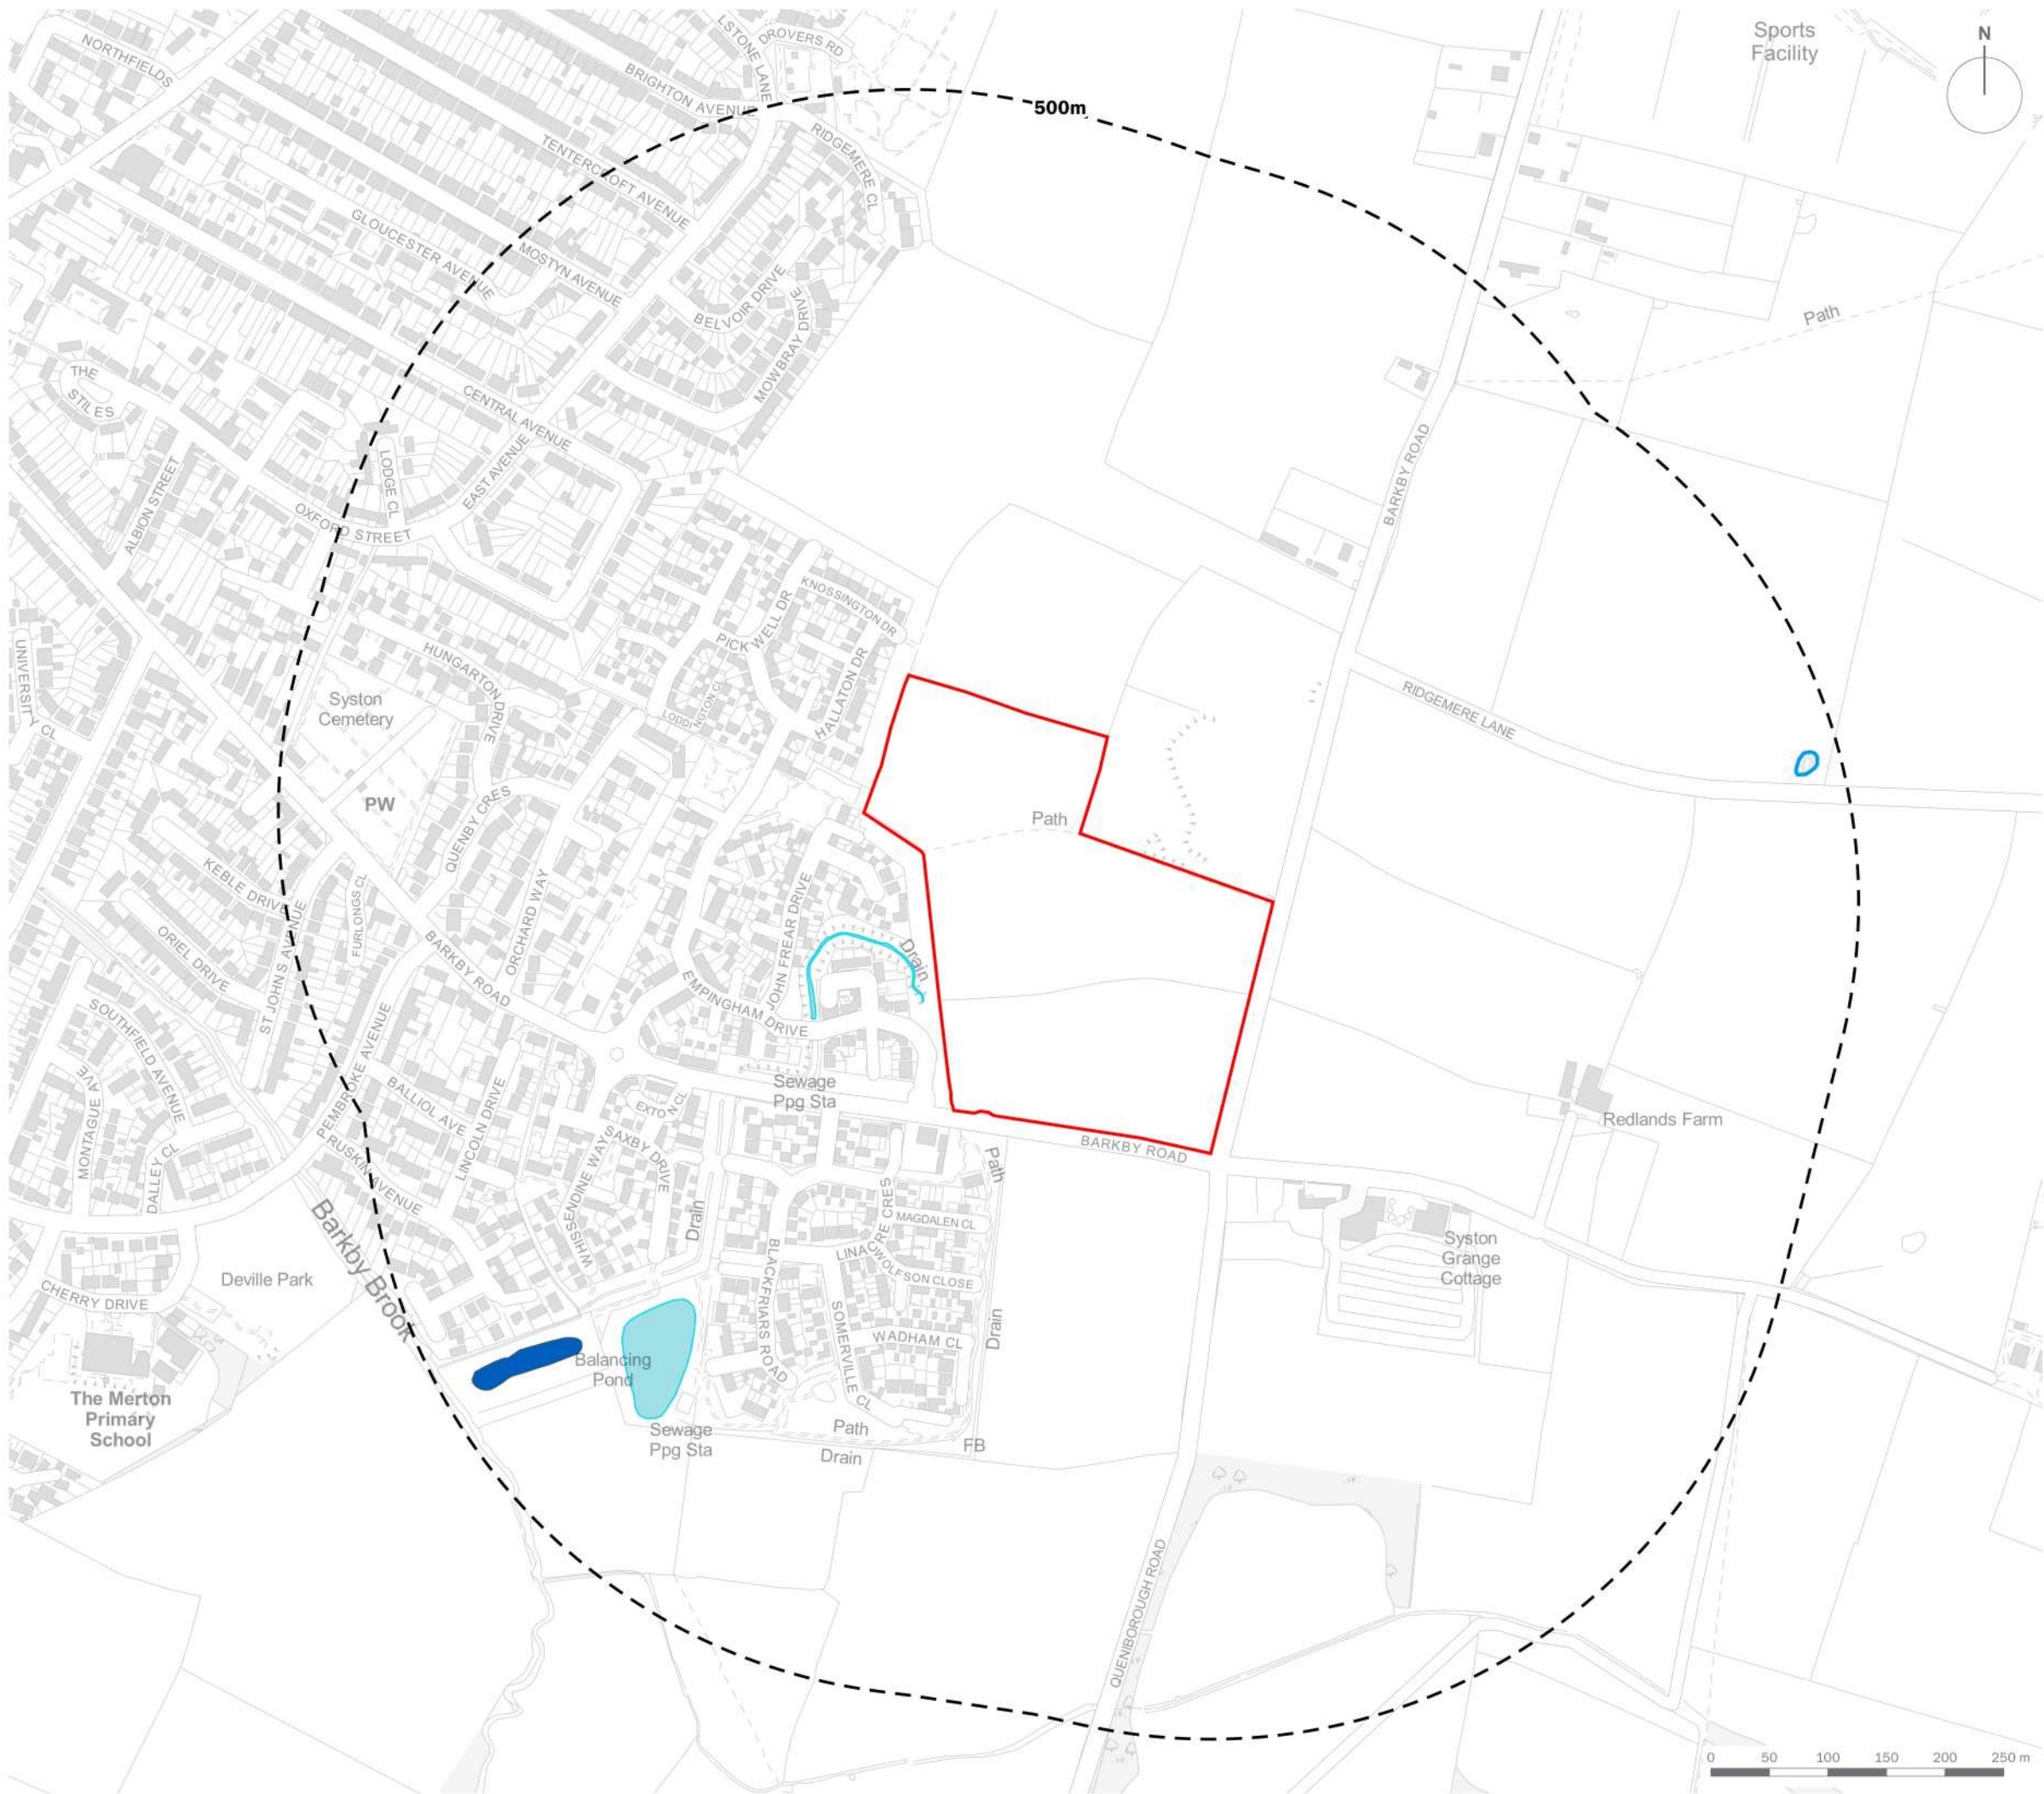 NORTHFIELDS
LSTONE LANE
DROVERS RD
Sports
Facility
N
BRIGHTON AVENUE
500m
RIDGEMERE CL
TENTERCROFT AVENUE
GLOUCESTER AVENUE
MOSTYN AVENUE
BELVOIR DRIVE
MOWBRAY DRIVE
Path
THE
STILES
CENTRAL AVENUE
LODGE CL
EAST AVENUE
ALBION STREET
OXFORD STREET
BARKBY ROAD
KNOSSINGTON DR
PICK WELL DR
HALLATON DR
LODD
NGTON CL
HUNGARTON DRIVE
UNIVERSITY CL
Syston
Cemetery
RIDGEMERE LANE
PW
QUENBY CRES
Path
KEBLE DRIVE
FURLONGS CL
ORIEL DRIVE
ST JOHNS AVENUE
ORCHARD WAY
BARKBY ROAD
JOHN FREAR DRIVE
Drain
EMPINGHAM DRIVE
SOUTHFIELD AVENUE
MONTAGUE AVE
DALLEY CL
PEMBROKE AVENUE
BALLIOL AVE
LINCOLN DRIVE
RUSKIN AVENUE
EXTON CL
SAXBY DRIVE
WHISSENDINE WAY
Sewage
Ppg Sta
BARKBY ROAD
Redlands Farm
Path
Drain
MAGDALEN CL
LINACRE CRES
WOLFSON CLOSE
BLACKFRIARS ROAD
SOMERVILLE CL
WADHAM CL
Drain
Syston
Grange
Cottage
Barkby Brook
Deville Park
CHERRY DRIVE
The Merton
Primary
School
Balancing
Pond
Sewage
Ppg Sta
Path
Drain
FB
QUENIBOROUGH ROAD
0 50 100 150 200 250 m